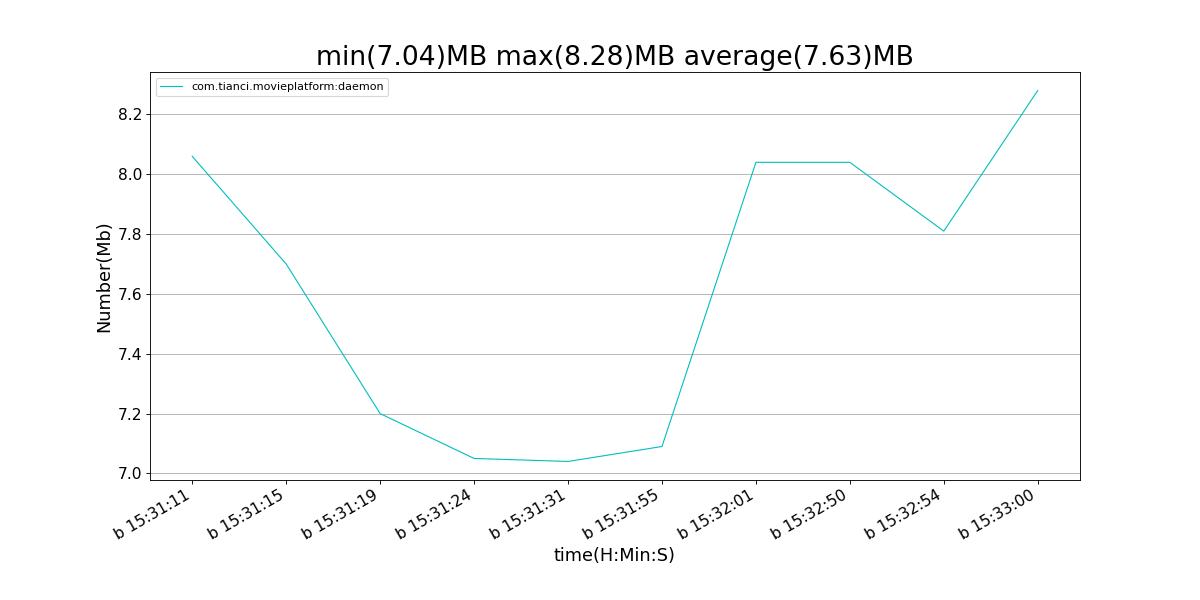 min(7.04)MB max(8.28)MB average(7.63)MB
com.tianci.movieplatform:daemon
8.2
8.0
7.8
7.6
7.4
7.2
7.0
Number(Mb)
b 15:31:11
b 15:31:15
b 15:31:19
b 15:31:24
b 15:31:31
b 15:31:55
b 15:32:01
b 15:32:50
b 15:32:54
b 15:33:00
time(H:Min:S)